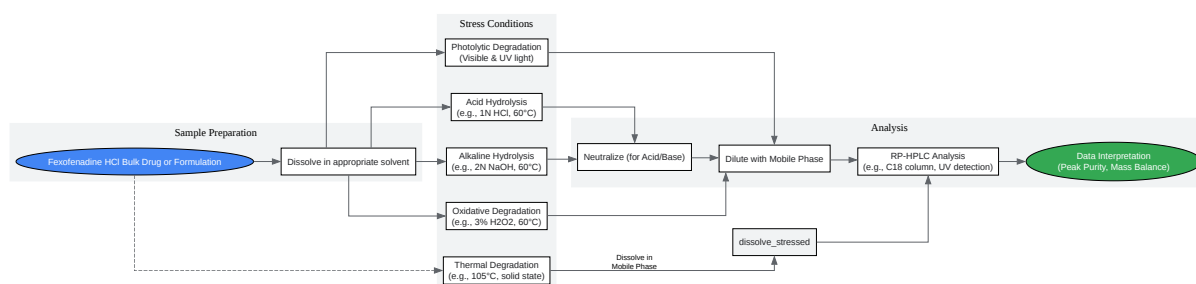 Stress Conditions
Photolytic Degradation
(Visible & UV light)
Acid Hydrolysis
(e.g., 1N HCl, 60°C)
Sample Preparation
Analysis
Fexofenadine HCl Bulk Drug or Formulation
Dissolve in appropriate solvent
Alkaline Hydrolysis
(e.g., 2N NaOH, 60°C)
Neutralize (for Acid/Base)
Dilute with Mobile Phase
RP-HPLC Analysis
(e.g., C18 column, UV detection)
Data Interpretation
(Peak Purity, Mass Balance)
Oxidative Degradation
(e.g., 3% H2O2, 60°C)
dissolve_stressed
Thermal Degradation
(e.g., 105°C, solid state)
Dissolve in
Mobile Phase